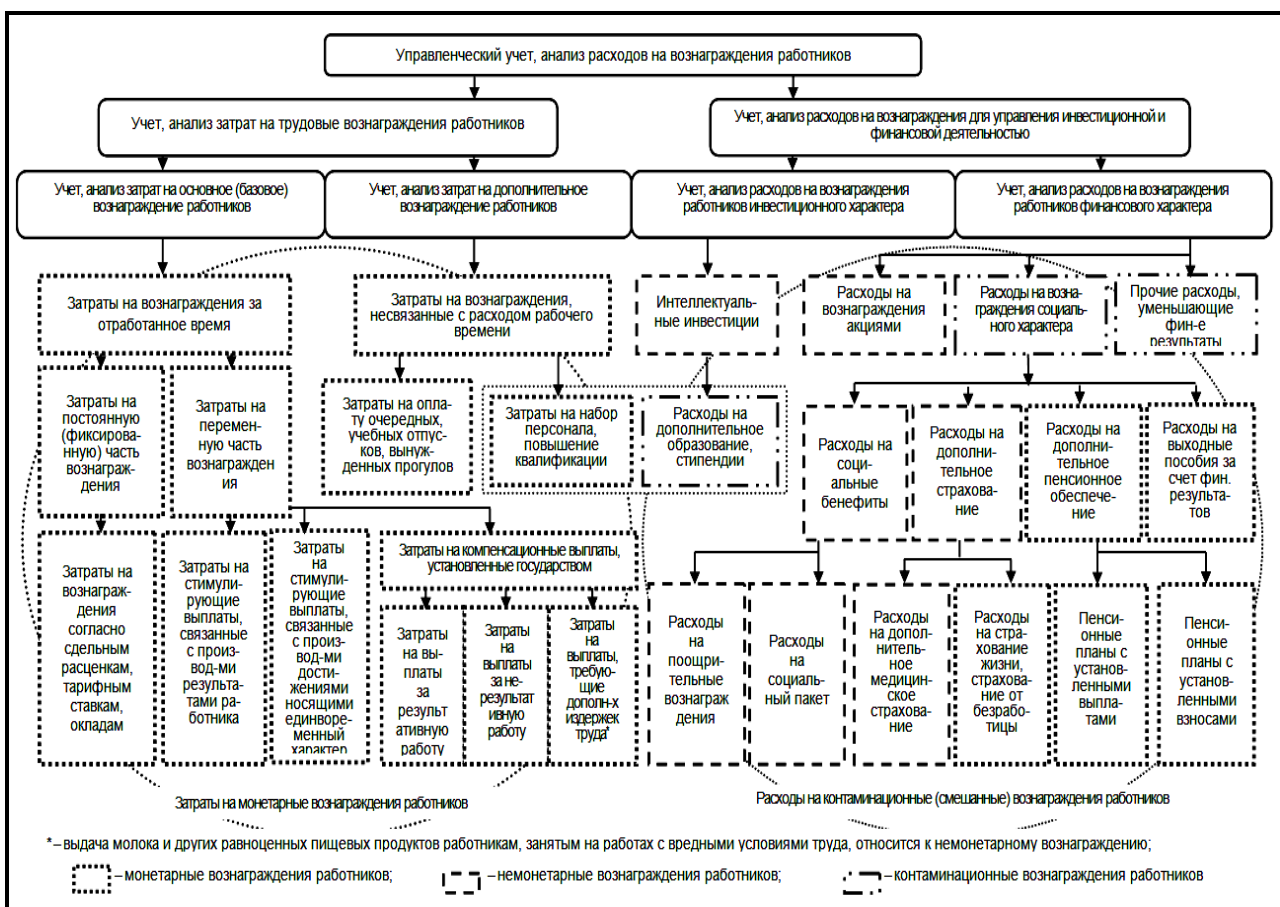 Управленческий учет, анализ расходов на вознаграждения работников
Учет, анализ затрат на трудовые вознаграждения работников
Учет, анализ расходов на вознаграждения для управления инвестиционной и
финансовой деятельностью
Учет, анализ затрат на основное (базовое)
вознаграждение работников
Учет, анализ затрат на дополнительное
вознаграждение работников
Учет, анализ расходов на вознаграждения
работников инвестиционного характера
Учет, анализ расходов на вознаграждения
работников финансового характера
Затраты на вознаграждения за
отработанное время
Затраты на вознаграждения,
несвязанные с расходом рабочего
времени
Интеллектуаль-
ные инвестиции
Расходы на
вознаграждения
акциями
Расходы на возна-
граждения социаль-
ного характера
Прочие расходы,
уменьшающие
фин-е
результаты
Затраты на
постоянную
(фиксирова-
нную) часть
вознаграж-
дения
Затраты на
перемен-
ную часть
вознагражден
ия
Затраты на опла-
ту очередных,
учебных отпус-
ков, вынуж-
денных прогулов
Затраты на набор
персонала,
повышение
квалификации
Расходы на
дополнительное
образование,
стипендии
Расходы
на со-
циальные
бенефиты
Расходы на
дополни-
тельное
страхова-
ние
Расходы на
дополни-
тельное
пенсионное
обеспече-
ние
Расходы на
выходные
пособия за
счет фин.
результа-
тов
Затраты на
вознаграж-
дения
согласно
сдельным
расценкам,
тарифным
ставкам,
окладам
Затраты на
стимули-
рующие
выплаты,
связанные
с произ-
вод-ми
результа-
тами ра-
ботника
Затраты
на
стимули-
рующие
выплаты,
связанные
с произ-
вод-ми
дости-
жениями
носящими
единворе-
менный
характер
Затраты на компенсационные выплаты,
установленные государством
Затраты
на вы-
платы
за
результ
ативную
работу
Затраты
на
выплаты
за не-
результат
ивную
работу
Затраты
на
выплаты,
требую-
щие
дополн-х
издержек
труда*
Расходы
на
поощри-
тельные
вознаграж
дения
Расходы
на
социаль-
ный пакет
Расходы
на допол-
нительное
медицин-
ское
страхова-
ние
Расходы
на стра-
хование
жизни,
страхова-
ние от
безрабо-
тицы
Пенсион-
ные
планы с
установ-
ленными
выпла-
тами
Пенсион-
ные
планы с
установ-
ленными
взносами
Затраты на монетарные вознаграждения работников
Расходы на контаминационные (смешанные) вознаграждения работников
* – выдача молока и других равноценных пищевых продуктов работникам, занятым на работах с вредными условиями труда, относится к немонетарному вознаграждению;
– монетарные вознаграждения работников;
– немонетарные вознаграждения работников;
– контаминационные вознаграждения работников